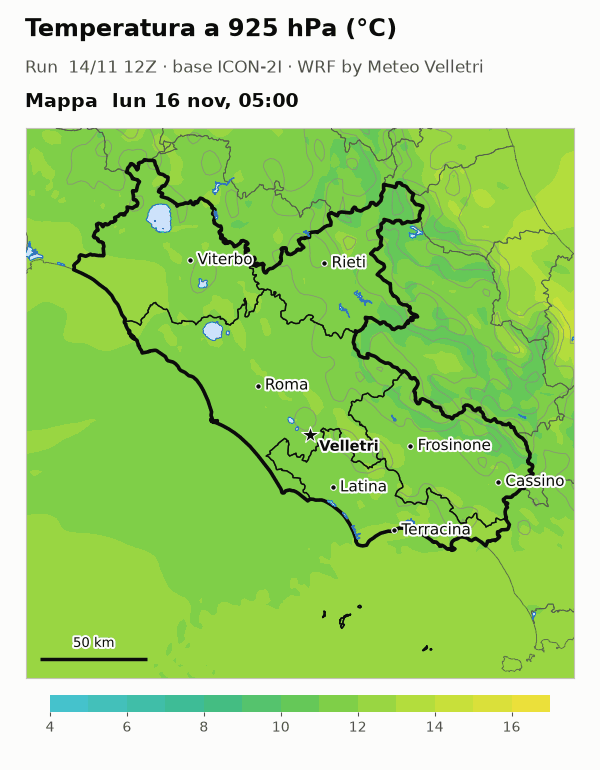 Temperatura a 925 hPa (°C)
Run  14/11 12Z · base ICON-2I · WRF by Meteo Velletri
Mappa  lun 16 nov, 05:00
Viterbo
Rieti
Roma
Velletri
Frosinone
Cassino
Latina
Terracina
50 km
4 6 8 10 12 14 16